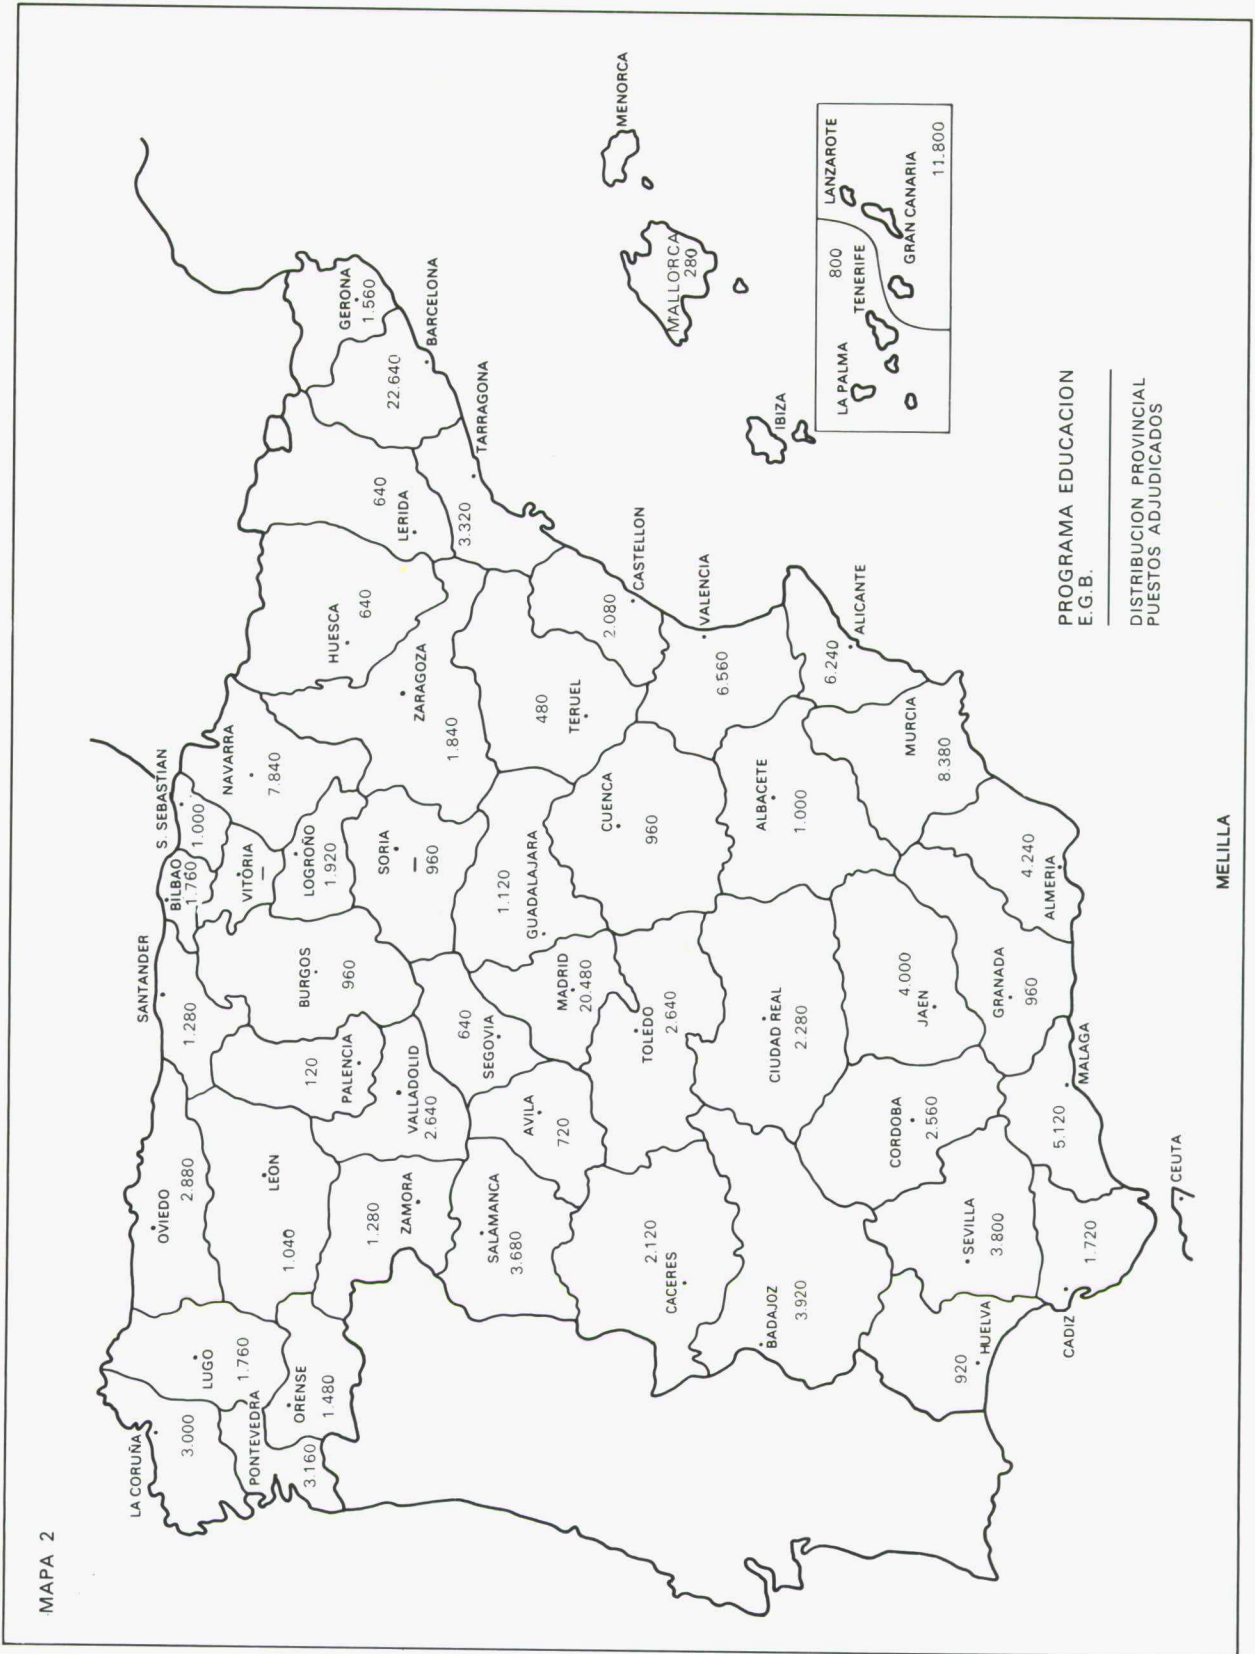 MAPA 2
LA CORUÑA
3.000
LUGO
1.760
PONTEVEDRA
3.160
ORENSE
1.480
OVIEDO
2.880
LEON
1.040
SANTANDER
1.280
BILBAO
1.760
S. SEBASTIAN
1.000
VITORIA
—
NAVARRA
7.840
LOGROÑO
1.920
BURGOS
960
PALENCIA
120
ZAMORA
1.280
VALLADOLID
2.640
SORIA
—
960
SEGOVIA
640
SALAMANCA
3.680
AVILA
720
HUESCA
640
ZARAGOZA
1.840
TERUEL
480
LERIDA
640
GERONA
1.560
BARCELONA
22.640
TARRAGONA
3.320
GUADALAJARA
1.120
MADRID
20.480
CUENCA
960
TOLEDO
2.640
CIUDAD REAL
2.280
ALBACETE
1.000
CASTELLON
2.080
VALENCIA
6.560
ALICANTE
6.240
MURCIA
8.380
CACERES
2.120
BADAJOZ
3.920
HUELVA
920
SEVILLA
3.800
CADIZ
1.720
CORDOBA
2.560
JAEN
4.000
MALAGA
5.120
GRANADA
960
ALMERIA
4.240
CEUTA
MELILLA
MENORCA
MALLORCA
280
IBIZA
LA PALMA
TENERIFE
800
LANZAROTE
GRAN CANARIA
11.800
PROGRAMA EDUCACION
E.G.B.
DISTRIBUCION PROVINCIAL
PUESTOS ADJUDICADOS